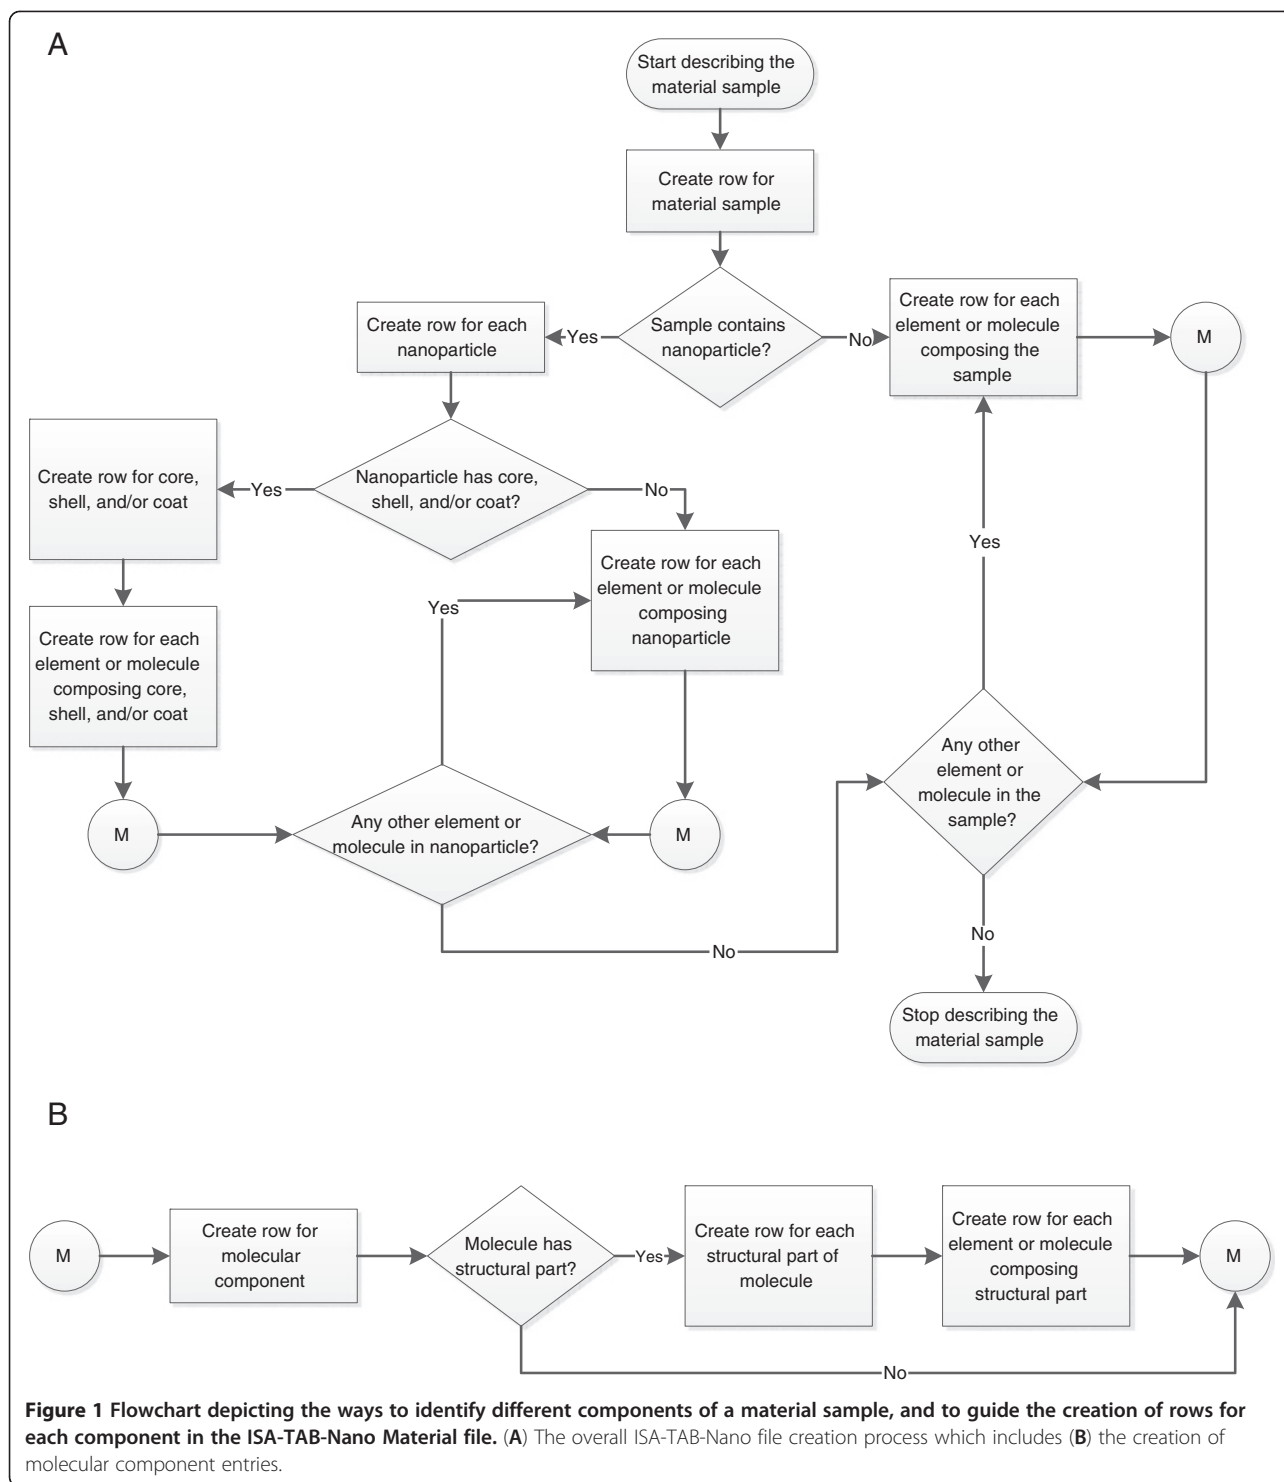 A
Start describing the
material sample
Create row for
material sample
Sample contains
nanoparticle?
Yes
No
Create row for each
nanoparticle
Create row for each
element or molecule
composing the
sample
M
Nanoparticle has core,
shell, and/or coat?
Yes
No
Create row for core,
shell, and/or coat
Create row for each
element or molecule
composing
nanoparticle
Yes
Yes
Create row for each
element or molecule
composing core,
shell, and/or coat
Any other
element or
molecule in the
sample?
M
Any other element or
molecule in nanoparticle?
M
No
No
Stop describing the
material sample
B
M
Create row for
molecular
component
Molecule has
structural part?
Yes
Create row for each
structural part of
molecule
Create row for each
element or molecule
composing
structural part
M
No
Figure 1 Flowchart depicting the ways to identify different components of a material sample, and to guide the creation of rows for
each component in the ISA-TAB-Nano Material file. (A) The overall ISA-TAB-Nano file creation process which includes (B) the creation of
molecular component entries.